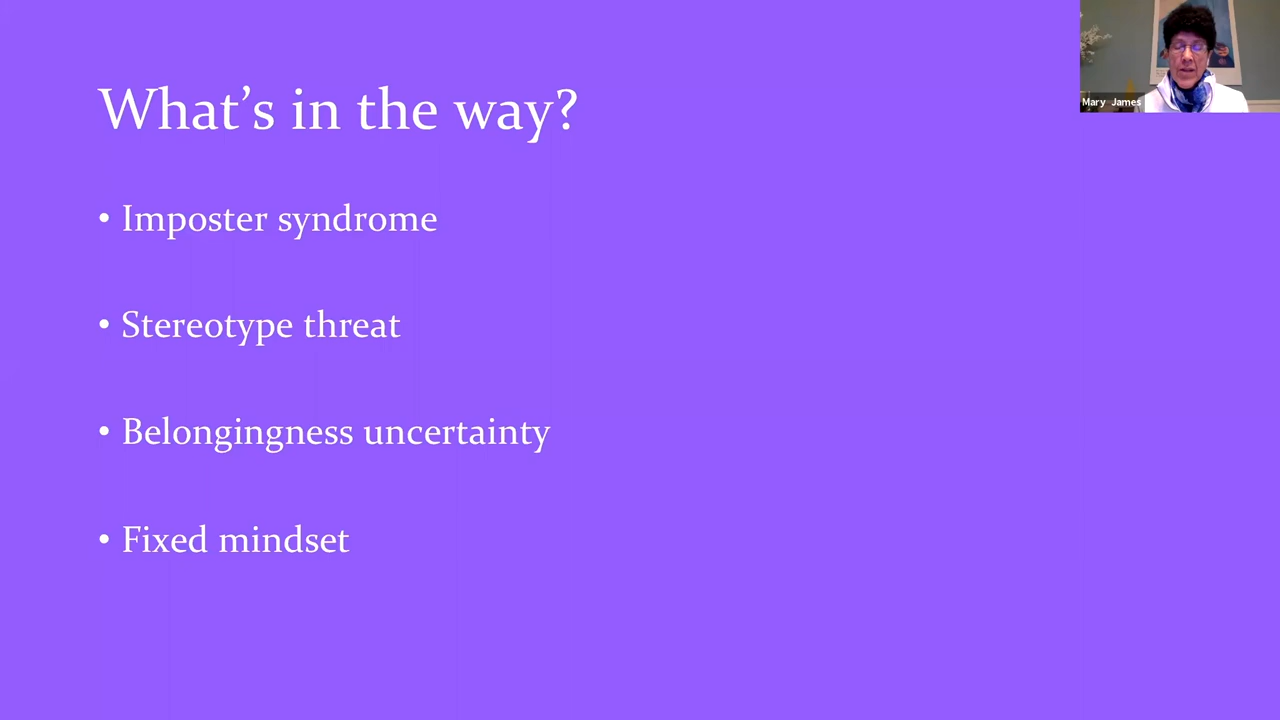 What's in the way?
• Imposter syndrome
• Stereotype threat
• Belongingness uncertainty
• Fixed mindset
Mary James